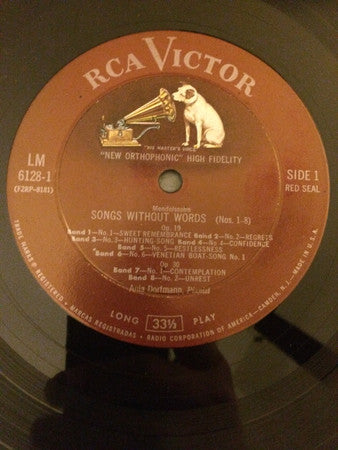 RCA VICTOR
"HIS MASTER'S VOICE"
"NEW ORTHOPHONIC" HIGH FIDELITY
LM
6128-1
(F2RP-8181)
SIDE 1
RED SEAL
Mendelssohn
SONGS WITHOUT WORDS (Nos. 1-8)
Op. 19
Band 1—No. 1—SWEET REMEMBRANCE Band 2—No. 2—REGRETS
Band 3—No. 3—HUNTING SONG Band 4—No. 4—CONFIDENCE
Band 5—No. 5—RESTLESSNESS
Band 6—No. 6—VENETIAN BOAT-SONG No. 1
Op. 30
Band 7—No. 1—CONTEMPLATION
Band 8—No. 2—UNREST
Ania Dorfmann, Pianist
LONG 33⅓ PLAY
TRADE MARKS ® REGISTERED • MARCAS REGISTRADAS • RADIO CORPORATION OF AMERICA—CAMDEN, N. J.—MADE IN U.S.A.